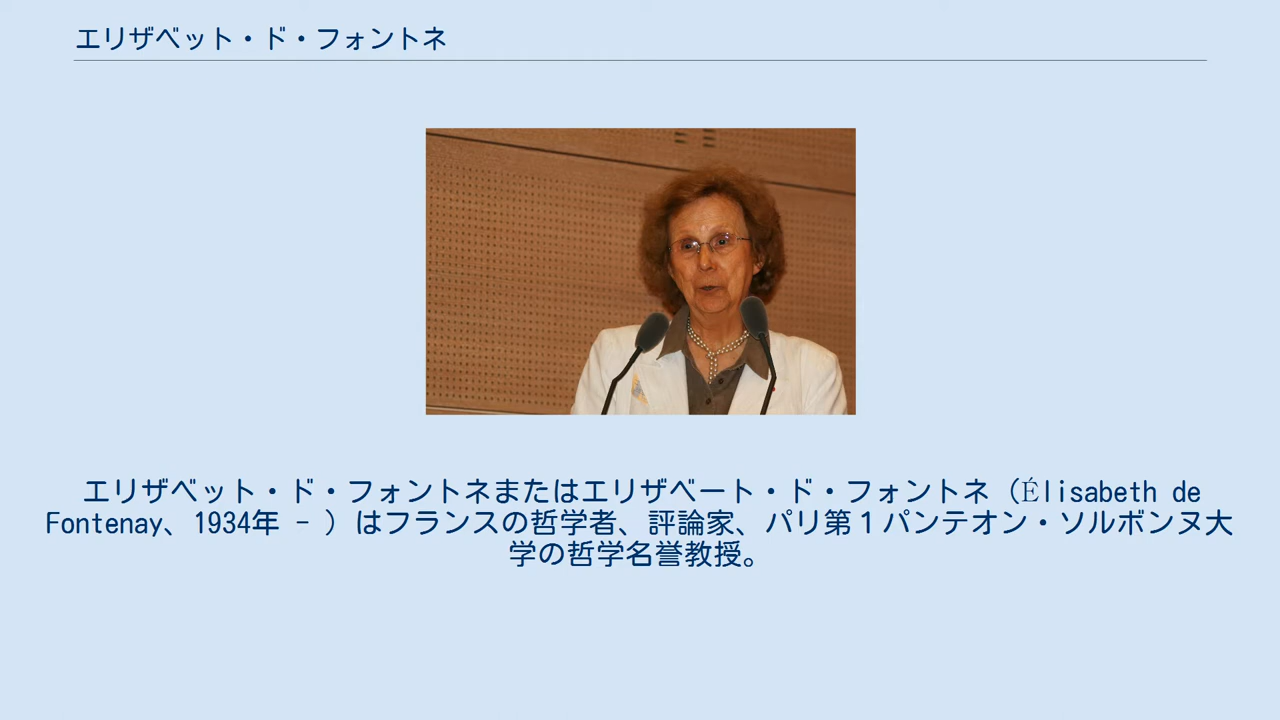 エリザベット・ド・フォントネ
エリザベット・ド・フォントネまたはエリザベート・ド・フォントネ（Élisabeth de
Fontenay、1934年 - ）はフランスの哲学者、評論家、パリ第１パンテオン・ソルボンヌ大
学の哲学名誉教授。